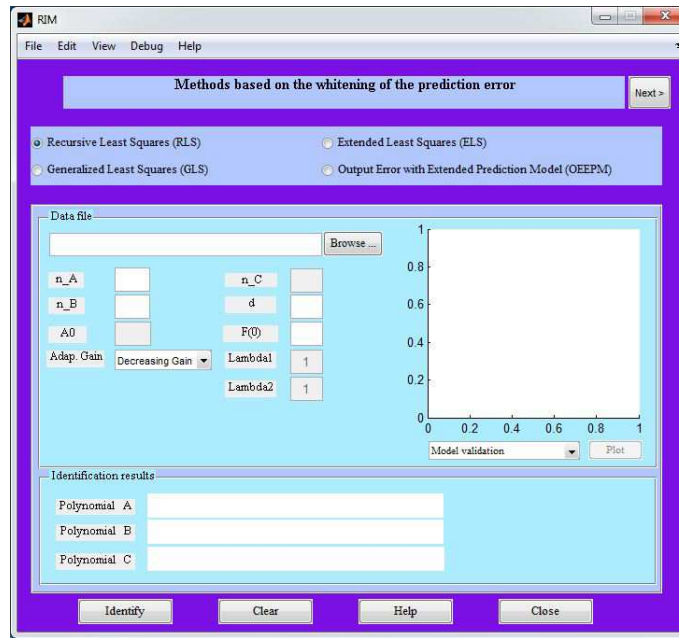 RIM
File Edit View Debug Help
Methods based on the whitening of the prediction error
Next >
Recursive Least Squares (RLS) Extended Least Squares (ELS)
Generalized Least Squares (GLS) Output Error with Extended Prediction Model (OEEPM)
Data file
Browse ...
n_A n_C
n_B d
A0 F(0)
Adap. Gain Decreasing Gain Lambda1 1
Lambda2 1
1
0.8
0.6
0.4
0.2
0
0 0.2 0.4 0.6 0.8 1
Model validation Plot
Identification results
Polynomial A
Polynomial B
Polynomial C
Identify Clear Help Close